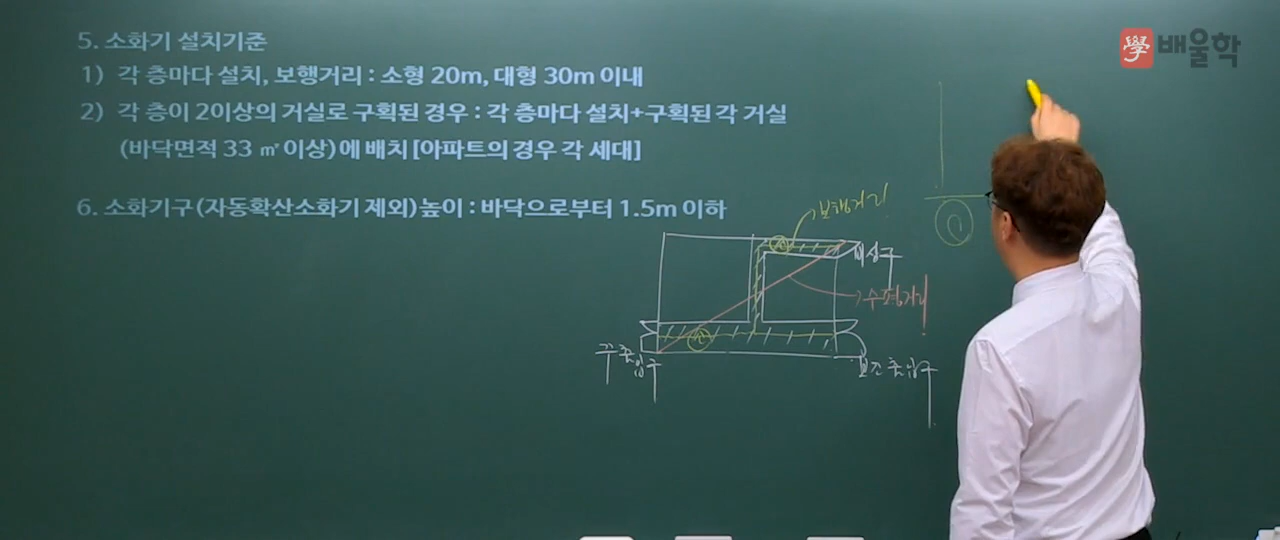 學 배울학
5. 소화기 설치기준
1) 각 층마다 설치, 보행거리 : 소형 20m, 대형 30m 이내
2) 각 층이 2이상의 거실로 구획된 경우 : 각 층마다 설치+구획된 각 거실
(바닥면적 33 ㎡ 이상)에 배치 [아파트의 경우 각 세대]
6. 소화기구(자동확산소화기 제외)높이 : 바닥으로부터 1.5m 이하
보행거리
비상구
수평거리
주출입구
보조출입구